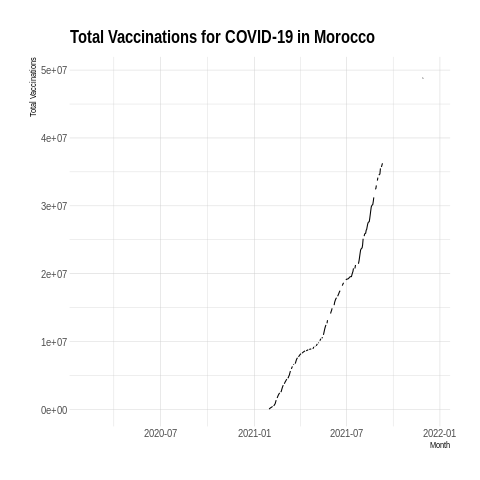 Total Vaccinations for COVID-19 in Morocco
Total Vaccinations
5e+07
4e+07
3e+07
2e+07
1e+07
0e+00
2020-07
2021-01
2021-07
2022-01
Month